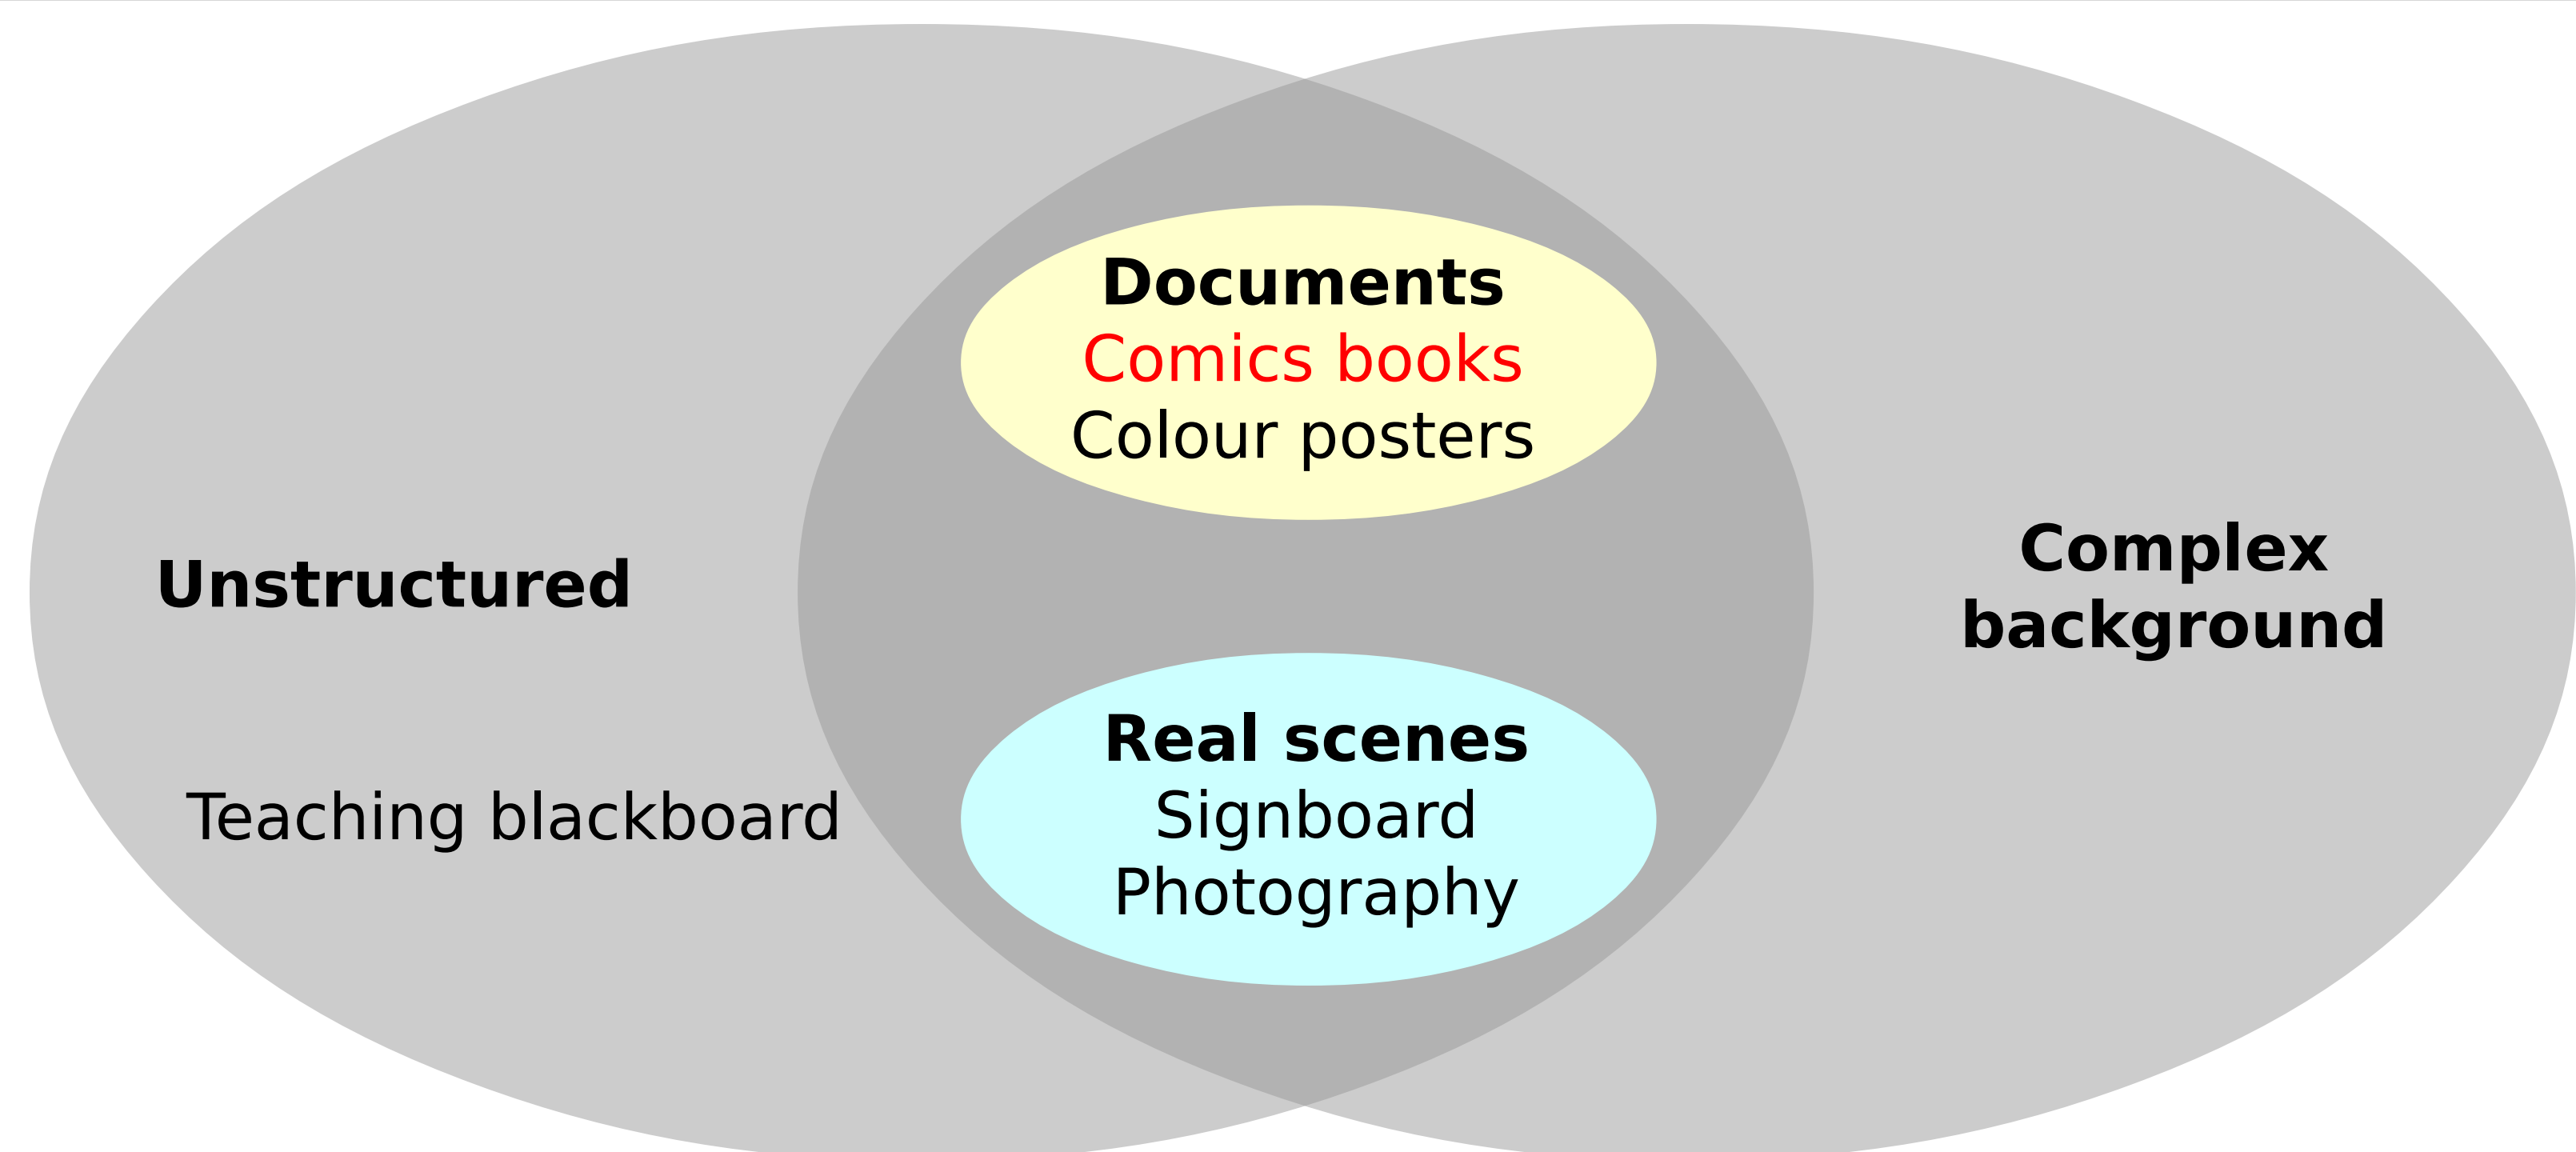 Documents
Comics books
Colour posters
Unstructured
Complex
background
Real scenes
Signboard
Photography
Teaching blackboard